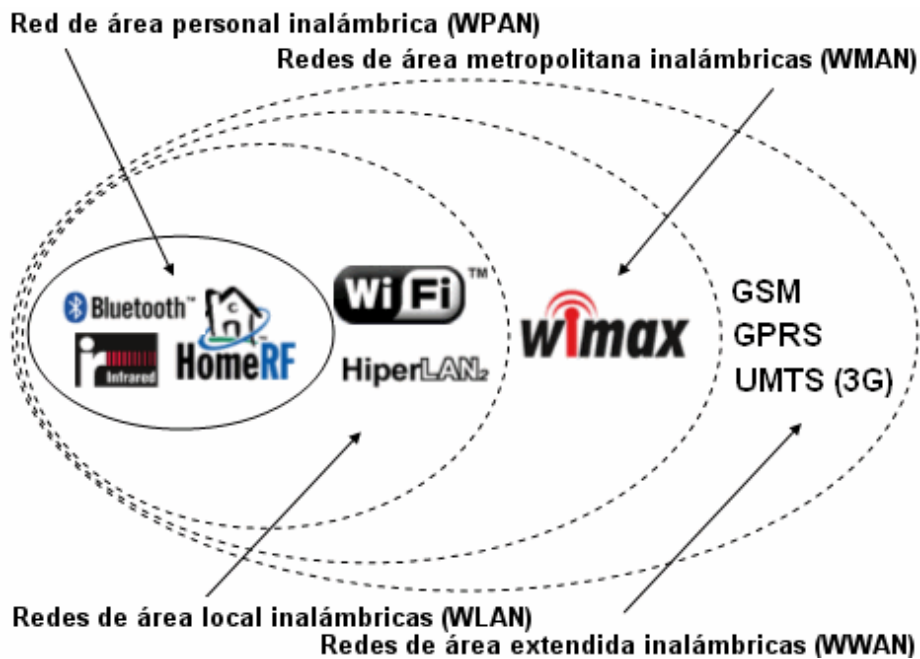 Red de área personal inalámbrica (WPAN)
Redes de área metropolitana inalámbricas (WMAN)
Bluetooth™
Infrared
HomeRF
WiFi™
HiperLAN2
wimax
GSM
GPRS
UMTS (3G)
Redes de área local inalámbricas (WLAN)
Redes de área extendida inalámbricas (WWAN)